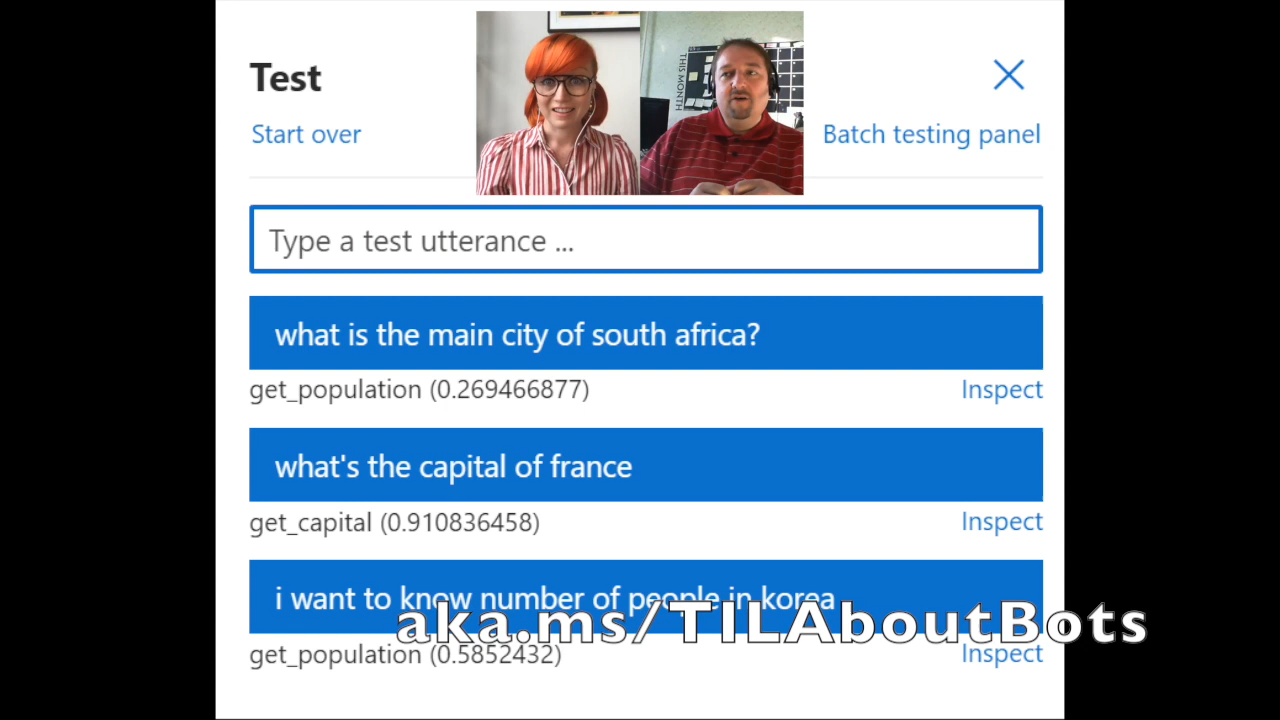 Test
Start over
THIS MONTH
Batch testing panel
Type a test utterance ...
what is the main city of south africa?
get_population (0.269466877)
Inspect
what's the capital of france
get_capital (0.910836458)
Inspect
i want to know number of people in korea
aka.ms/TILAboutBots
get_population (0.5852432)
Inspect